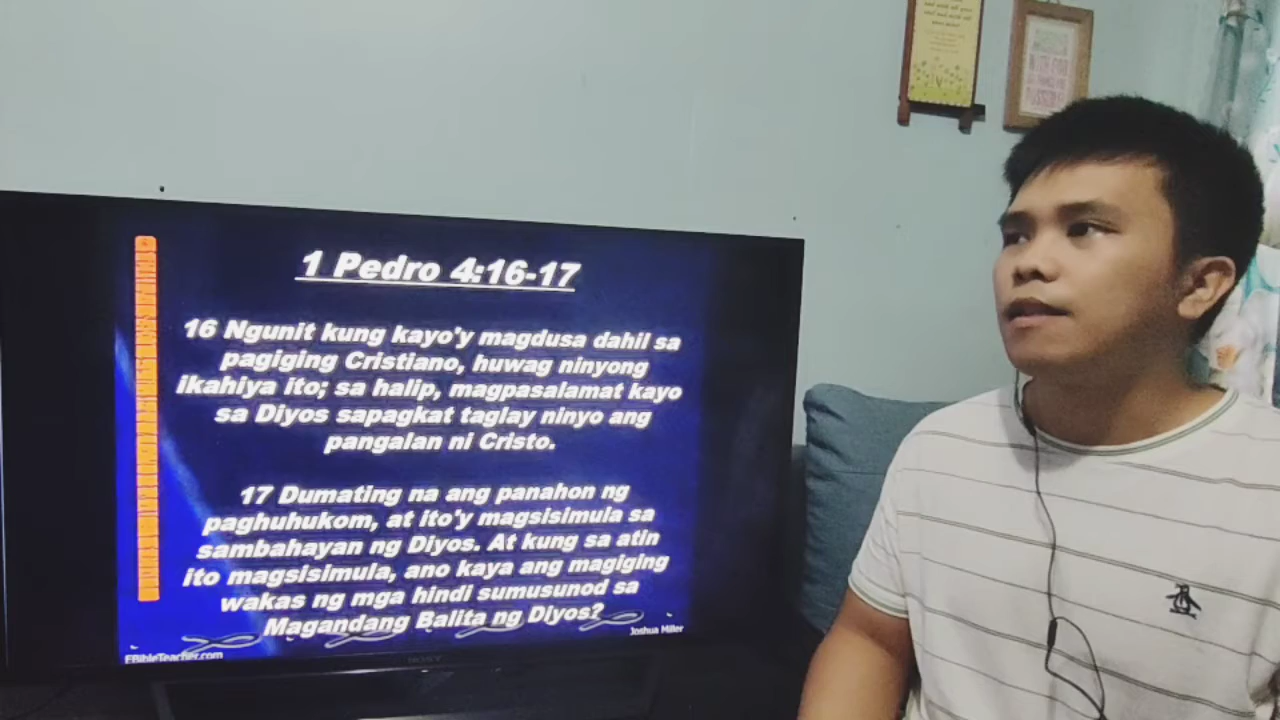 1 Pedro 4:16-17
16 Ngunit kung kayo'y magdusa dahil sa
pagiging Cristiano, huwag ninyong
ikahiya ito; sa halip, magpasalamat kayo
sa Diyos sapagkat taglay ninyo ang
pangalan ni Cristo.
17 Dumating na ang panahon ng
paghuhukom, at ito'y magsisimula sa
sambahayan ng Diyos. At kung sa atin
ito magsisimula, ano kaya ang magiging
wakas ng mga hindi sumusunod sa
Magandang Balita ng Diyos?
EBibleTeacher.com
Joshua Miller
SONY
WITH GOD